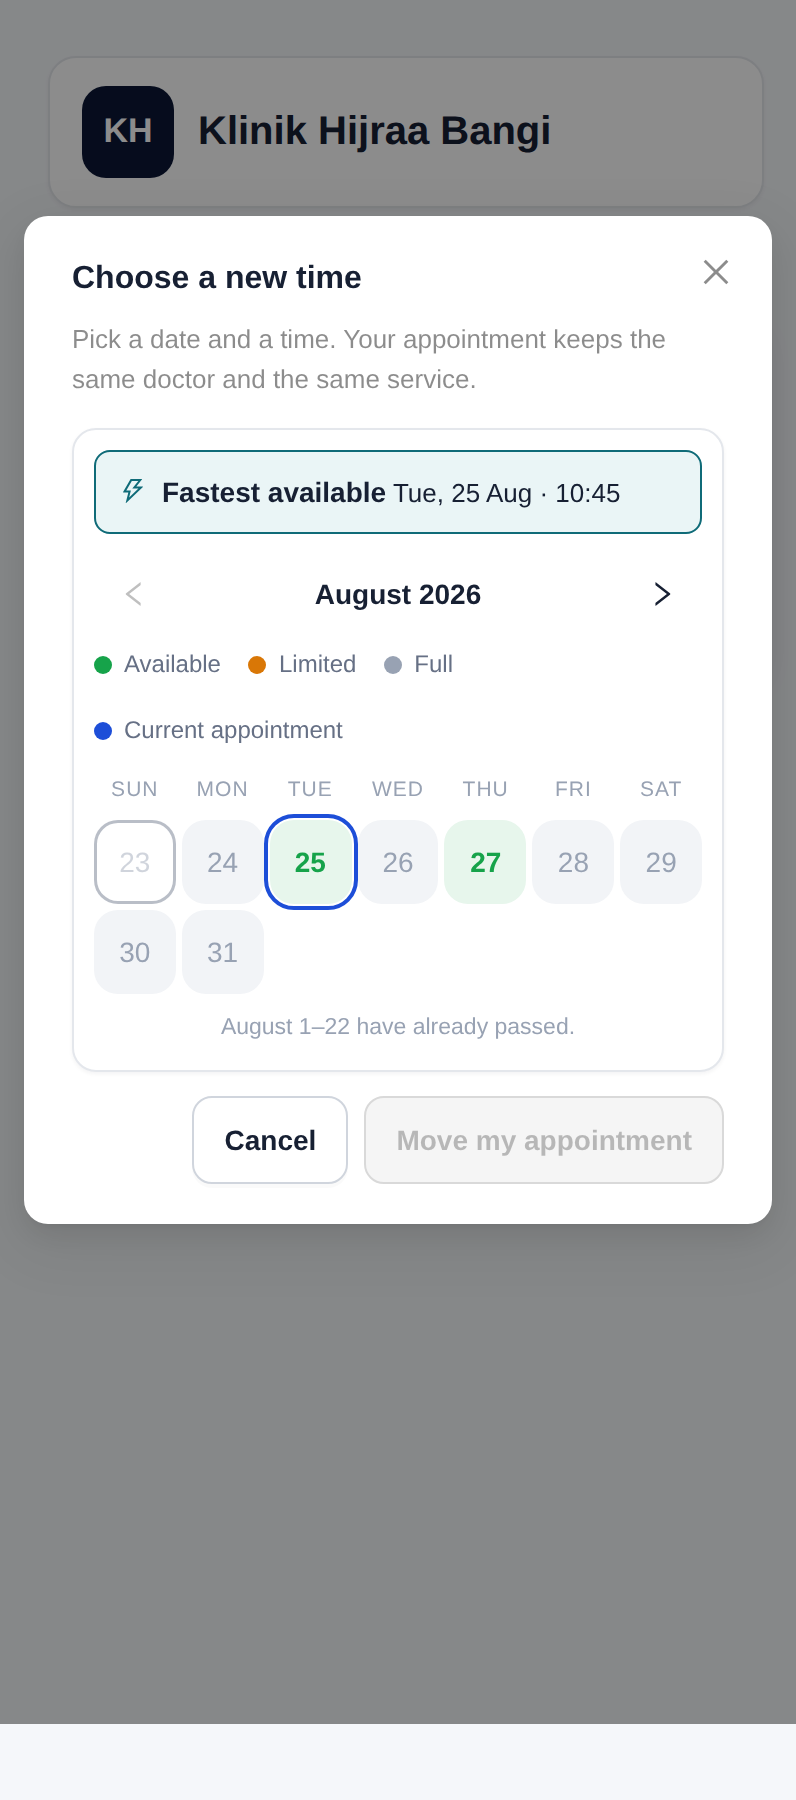 KH
Klinik Hijraa Bangi
Choose a new time
Pick a date and a time. Your appointment keeps the
same doctor and the same service.
Fastest available Tue, 25 Aug · 10:45
August 2026
Available Limited Full
Current appointment
SUN MON TUE WED THU FRI SAT
23 24 25 26 27 28 29
30 31
August 1–22 have already passed.
Cancel Move my appointment